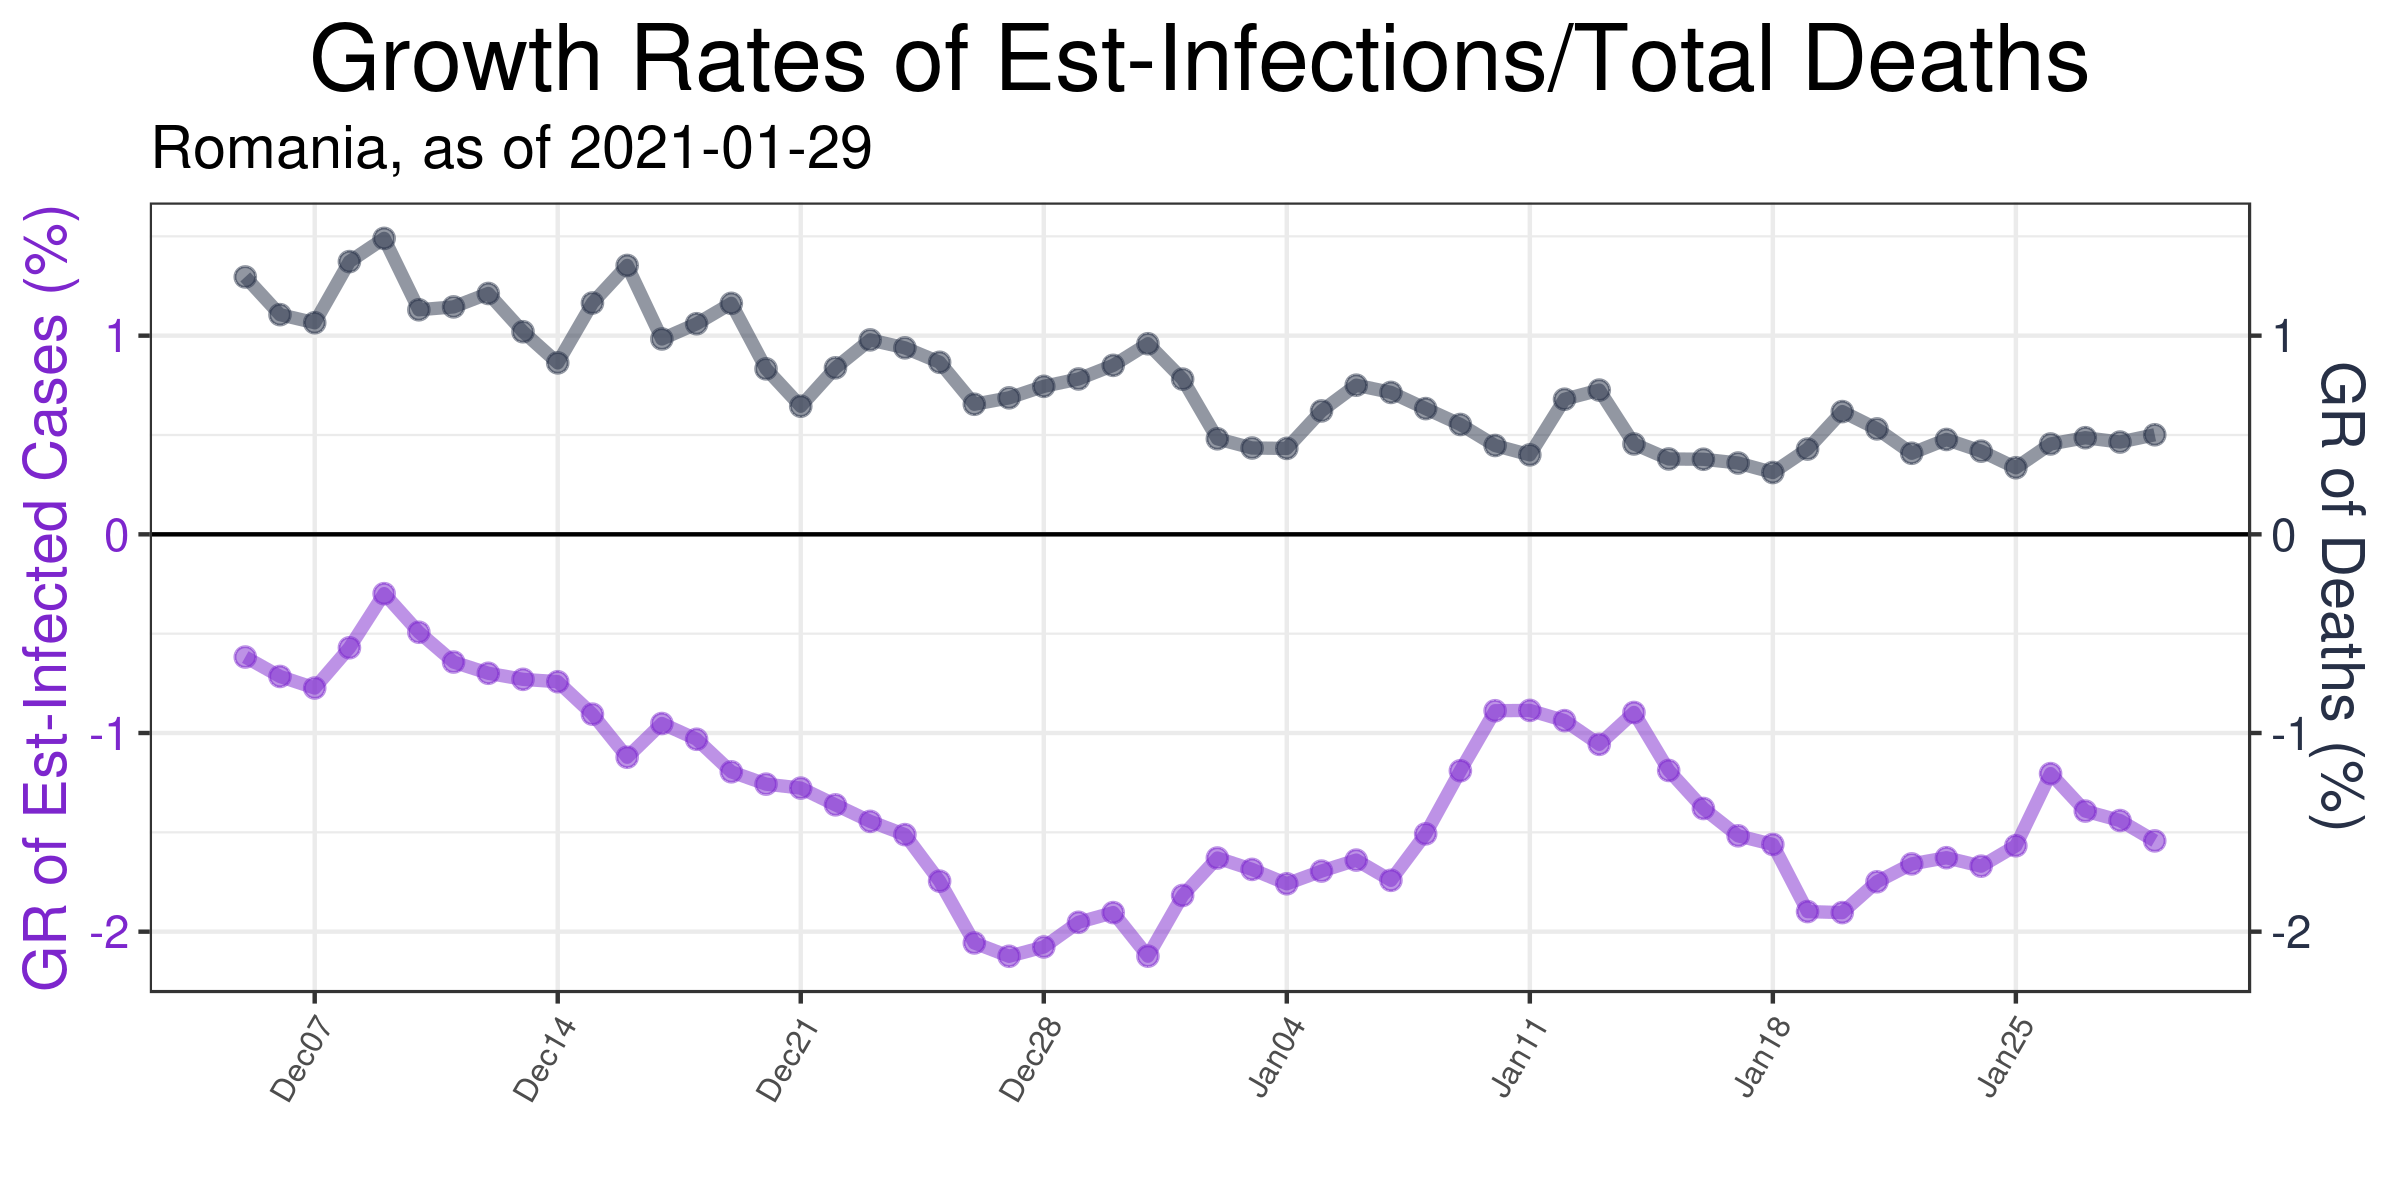 Growth Rates of Est-Infections/Total Deaths
Romania, as of 2021-01-29
GR of Est-Infected Cases (%)
1
0
-1
-2
1
0
-1
-2
GR of Deaths (%)
Dec07
Dec14
Dec21
Dec28
Jan04
Jan11
Jan18
Jan25